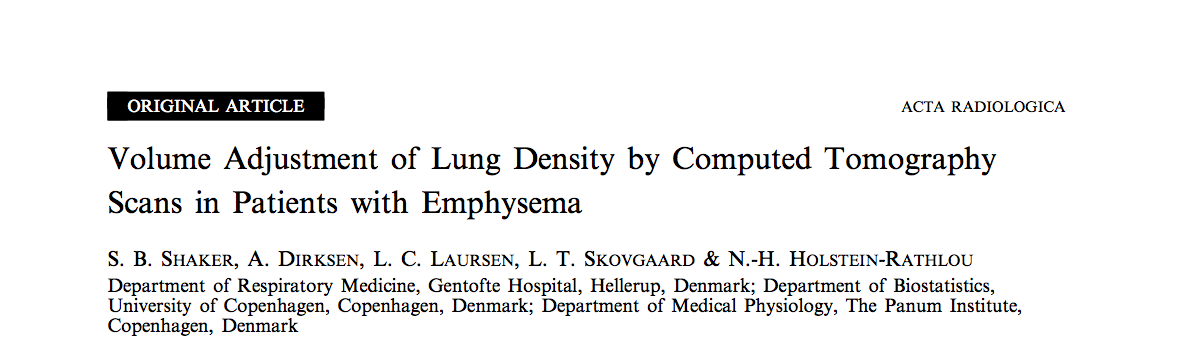 ORIGINAL ARTICLE
ACTA RADIOLOGICA
Volume Adjustment of Lung Density by Computed Tomography
Scans in Patients with Emphysema
S. B. SHAKER, A. DIRKSEN, L. C. LAURSEN, L. T. SKOVGAARD & N.-H. HOLSTEIN-RATHLOU
Department of Respiratory Medicine, Gentofte Hospital, Hellerup, Denmark; Department of Biostatistics,
University of Copenhagen, Copenhagen, Denmark; Department of Medical Physiology, The Panum Institute,
Copenhagen, Denmark